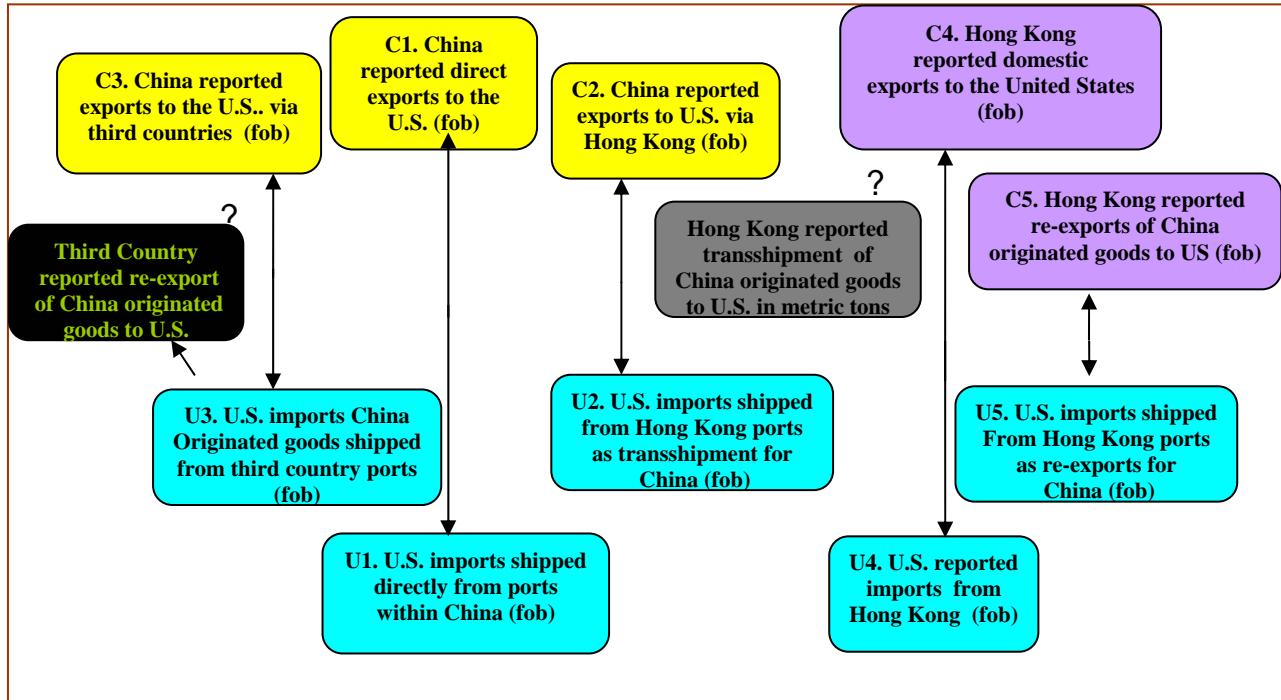 C3. China reported
exports to the U.S.. via
third countries (fob)
C1. China
reported direct
exports to the
U.S. (fob)
C2. China reported
exports to U.S. via
Hong Kong (fob)
C4. Hong Kong
reported domestic
exports to the United States
(fob)
?
Third Country
reported re-export
of China originated
goods to U.S.
?
Hong Kong reported
transshipment of
China originated goods
to U.S. in metric tons
C5. Hong Kong reported
re-exports of China
originated goods to US (fob)
U3. U.S. imports China
Originated goods shipped
from third country ports
(fob)
U1. U.S. imports shipped
directly from ports
within China (fob)
U2. U.S. imports shipped
from Hong Kong ports
as transshipment for
China (fob)
U4. U.S. reported
imports from
Hong Kong (fob)
U5. U.S. imports shipped
From Hong Kong ports
as re-exports for
China (fob)